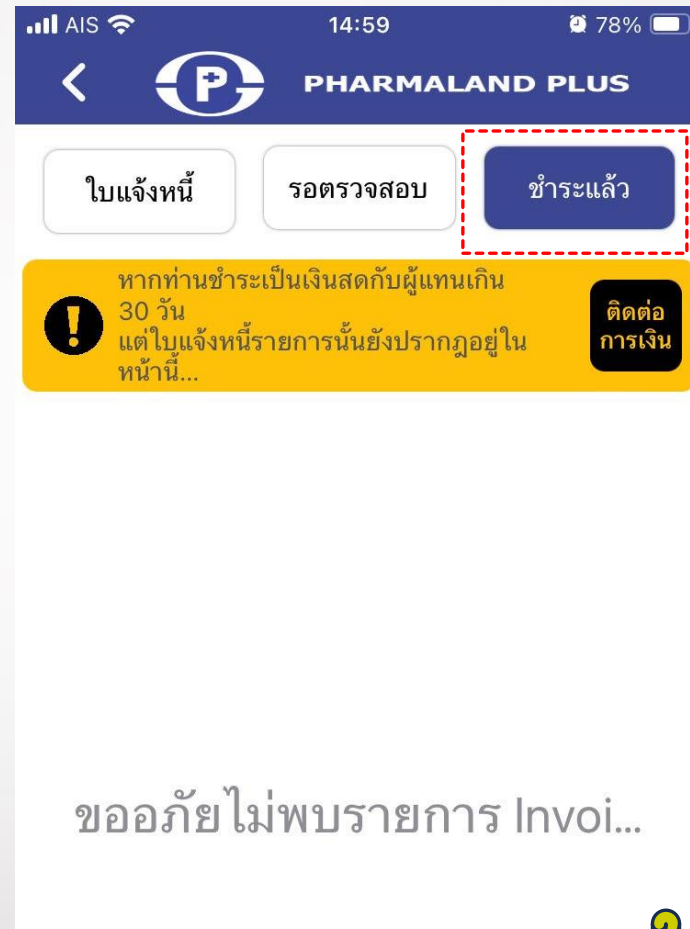 AIS 14:59 78%
P PHARMALAND PLUS
ใบแจ้งหนี้ รอตรวจสอบ ชำระแล้ว
หากท่านชำระเป็นเงินสดกับผู้แทนเกิน
30 วัน
แต่ใบแจ้งหนี้รายการนั้นยังปรากฏอยู่ใน
หน้านี้...
ติดต่อ
การเงิน
ขออภัยไม่พบรายการ Invoi...